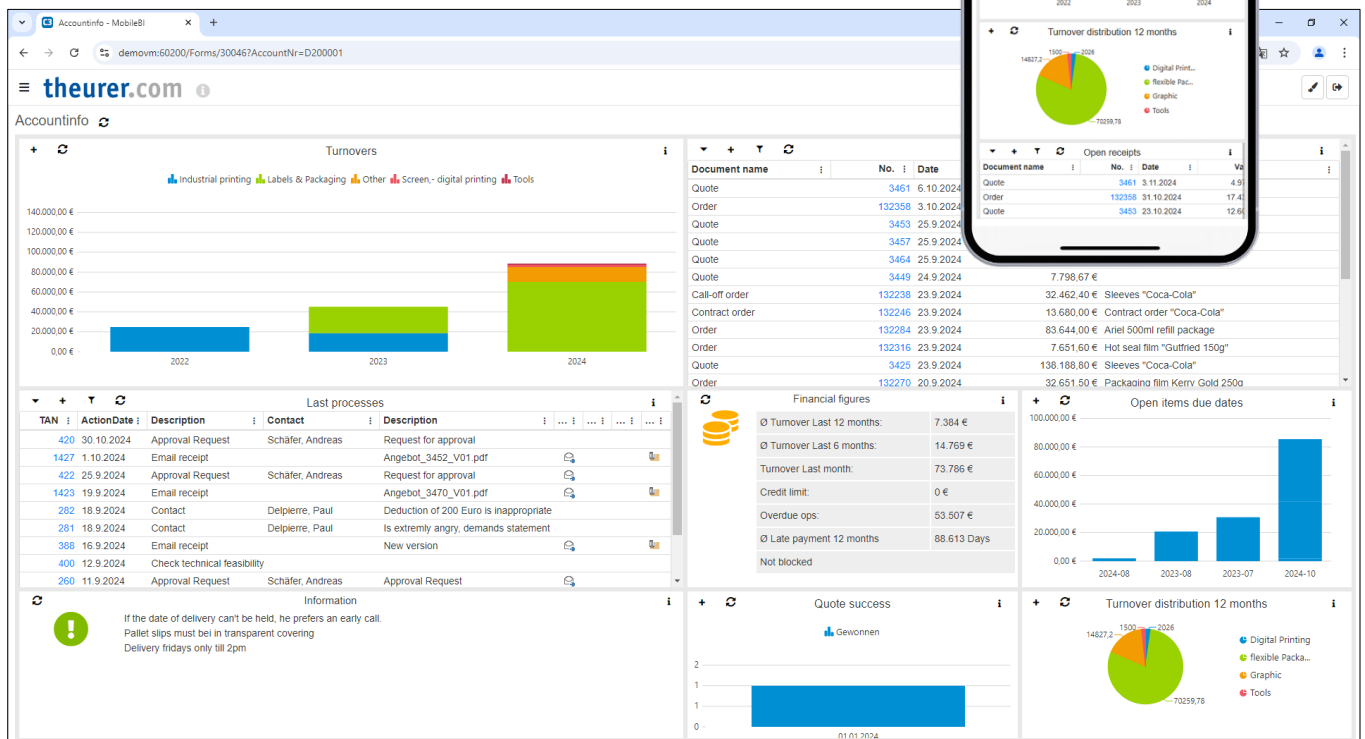 Accountinfo - MobileBI
demovm:60200/Forms/30046?AccountNr=D200001
theurer.com
Accountinfo
Turnovers
Industrial printing Labels & Packaging Other Screen,- digital printing Tools
140.000,00 €
120.000,00 €
100.000,00 €
80.000,00 €
60.000,00 €
40.000,00 €
20.000,00 €
0,00 €
2022 2023 2024
Document name No. Date
Quote 3461 6.10.2024
Order 132358 3.10.2024
Quote 3453 25.9.2024
Quote 3457 25.9.2024
Quote 3464 25.9.2024
Quote 3449 24.9.2024 7.798,67 €
Call-off order 132238 23.9.2024 32.462,40 € Sleeves "Coca-Cola"
Contract order 132246 23.9.2024 13.680,00 € Contract order "Coca-Cola"
Order 132284 23.9.2024 83.644,00 € Ariel 500ml refill package
Order 132316 23.9.2024 7.651,60 € Hot seal film "Gutfried 150g"
Quote 3425 23.9.2024 138.188,80 € Sleeves "Coca-Cola"
Order 132270 20.9.2024 32.651,50 € Packaging film Kerry Gold 250g
2022 2023 2024
Turnover distribution 12 months
1500 2026
14827,2
70259,78
Digital Print...
flexible Pac...
Graphic
Tools
Open receipts
Document name No. Date Va
Quote 3461 3.11.2024 4.97
Order 132358 31.10.2024 17.43
Quote 3453 23.10.2024 12.60
Last processes
TAN ActionDate Description Contact Description ... ... ... ...
420 30.10.2024 Approval Request Schäfer, Andreas Request for approval
1427 1.10.2024 Email receipt Angebot_3452_V01.pdf
422 25.9.2024 Approval Request Schäfer, Andreas Request for approval
1423 19.9.2024 Email receipt Angebot_3470_V01.pdf
282 18.9.2024 Contact Delpierre, Paul Deduction of 200 Euro is inappropriate
281 18.9.2024 Contact Delpierre, Paul Is extremly angry, demands statement
388 16.9.2024 Email receipt New version
400 12.9.2024 Check technical feasibility
260 11.9.2024 Approval Request Schäfer, Andreas Approval Request
Financial figures
Ø Turnover Last 12 months: 7.384 €
Ø Turnover Last 6 months: 14.769 €
Turnover Last month: 73.786 €
Credit limit: 0 €
Overdue ops: 53.507 €
Ø Late payment 12 months 88.613 Days
Not blocked
Open items due dates
100.000,00 €
80.000,00 €
60.000,00 €
40.000,00 €
20.000,00 €
0,00 €
2024-08 2023-08 2023-07 2024-10
Information
If the date of delivery can't be held, he prefers an early call.
Pallet slips must bei in transparent covering
Delivery fridays only till 2pm
Quote success
Gewonnen
2
1
1
0
01.01.2024
Turnover distribution 12 months
1500 2026
14827,2
70259,78
Digital Printing
flexible Packa...
Graphic
Tools